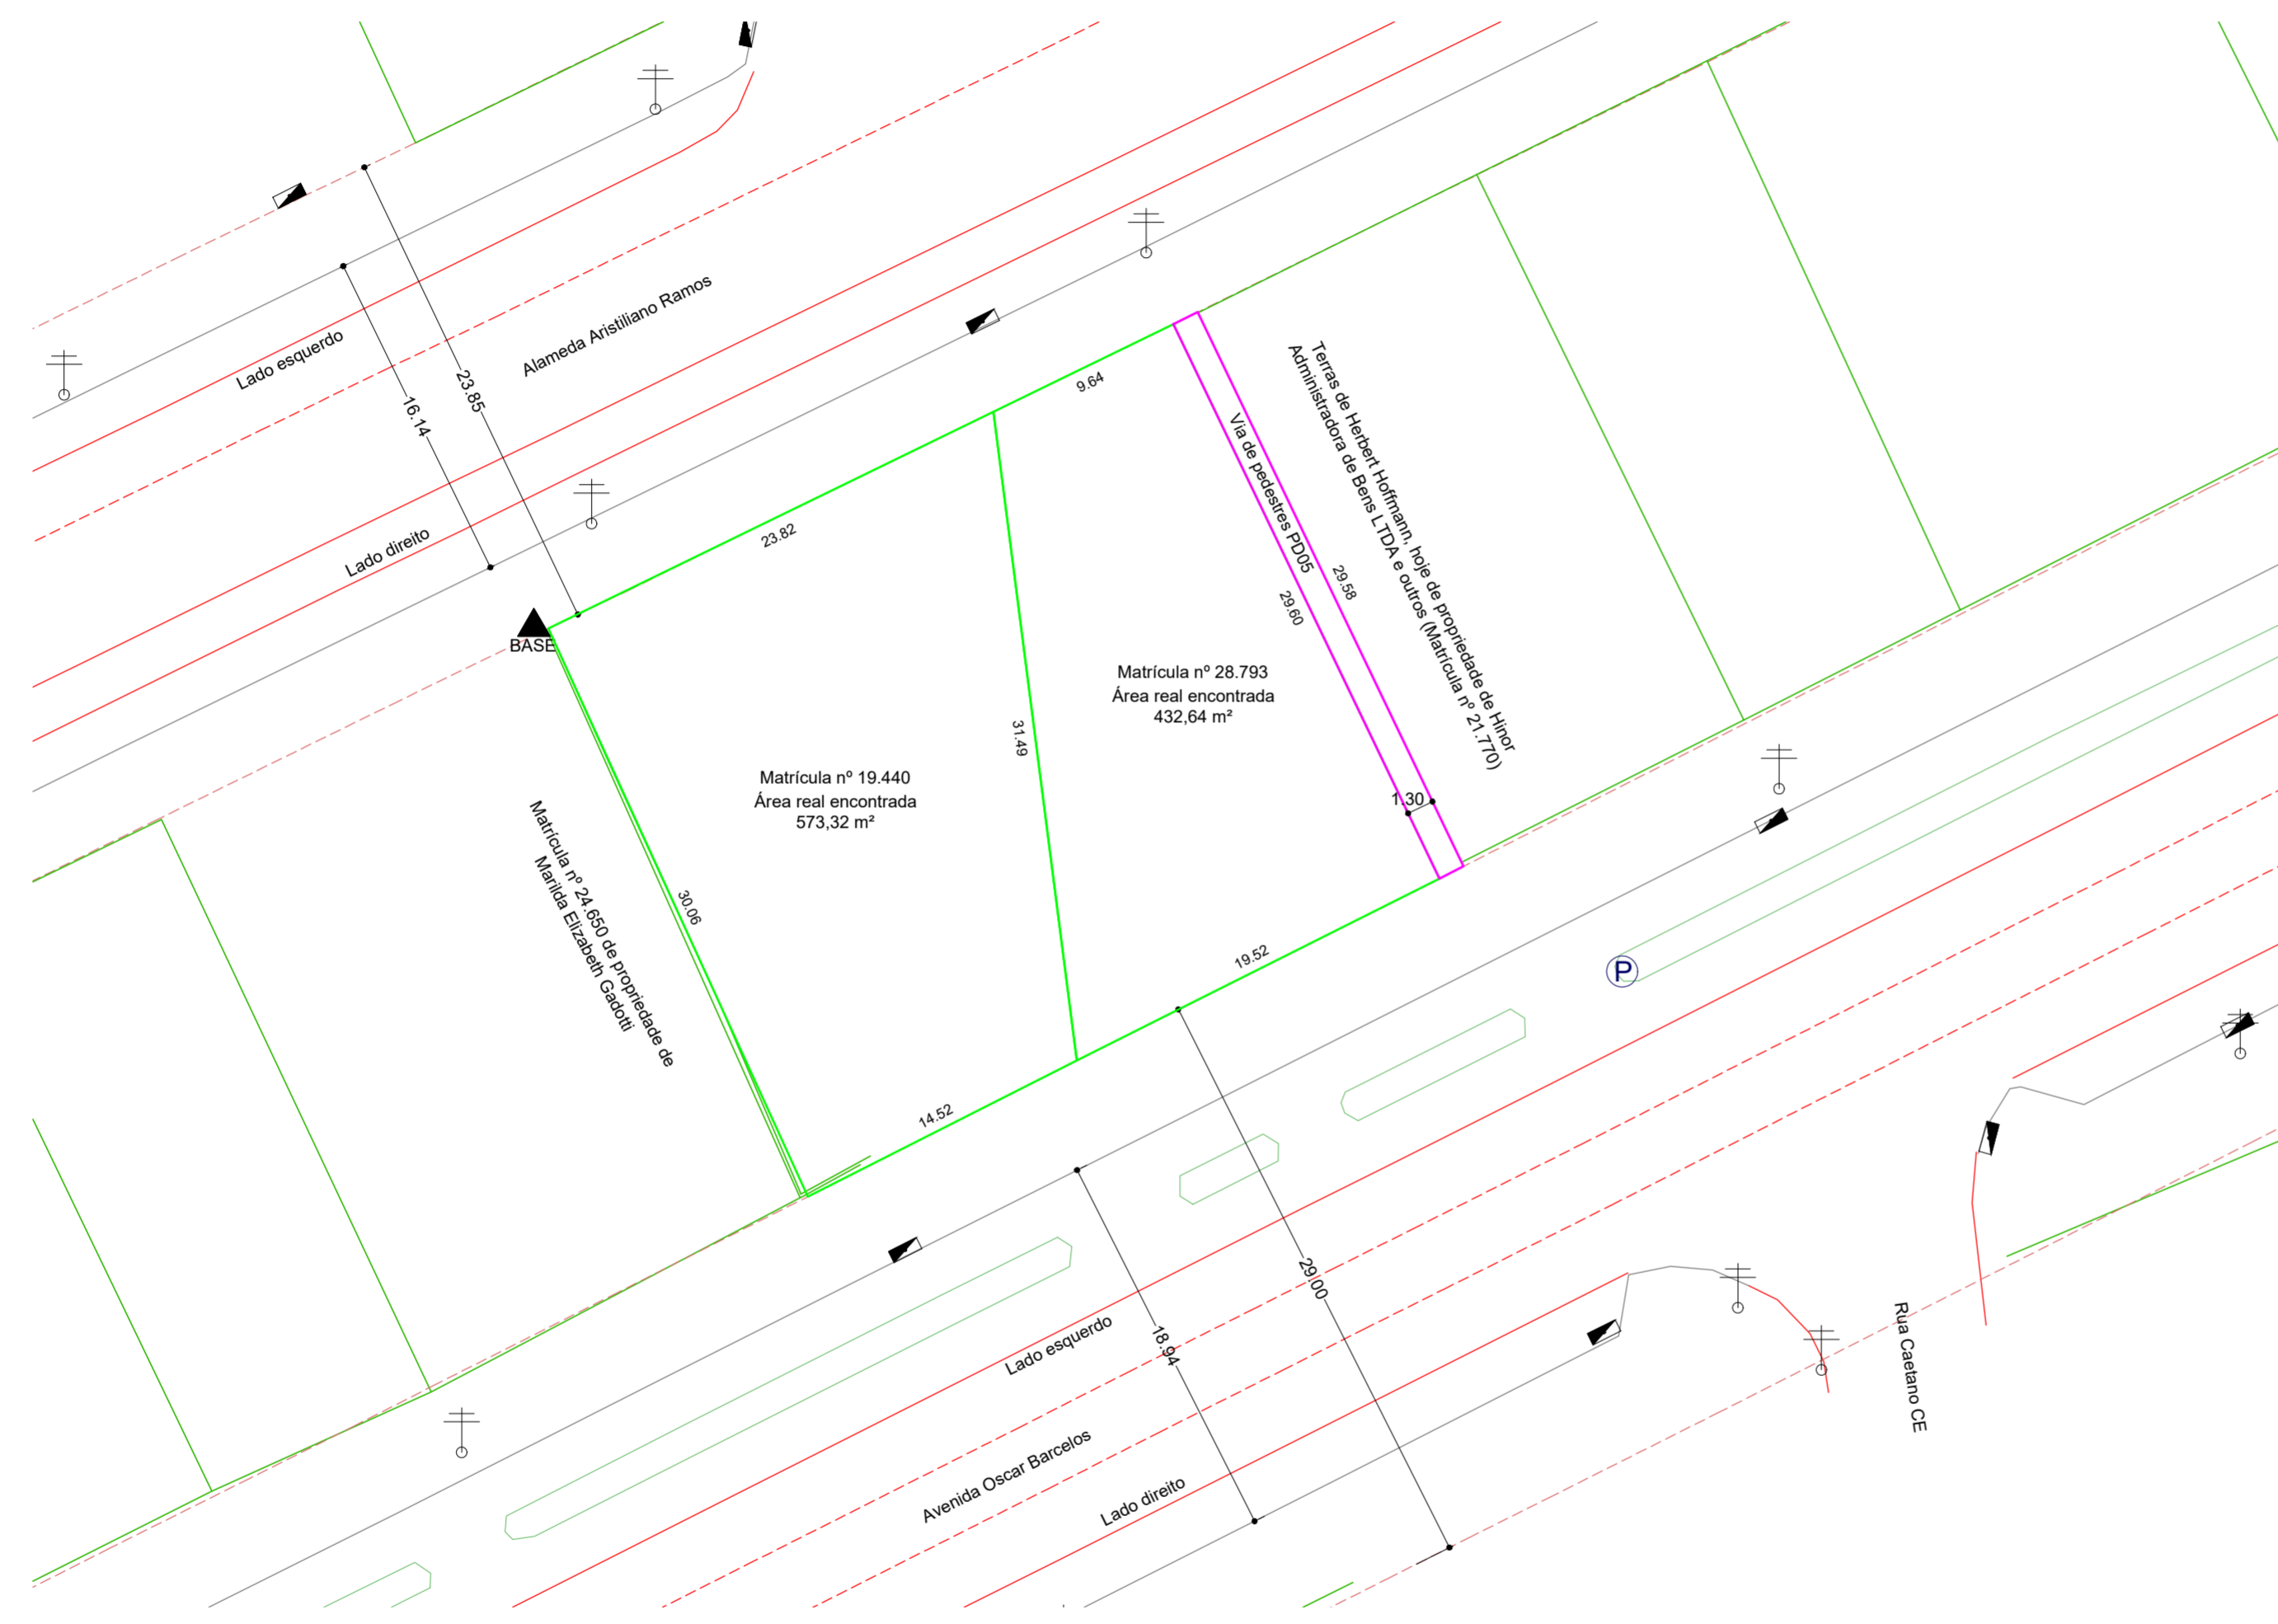 Alameda Aristiliano Ramos
Lado esquerdo
23.85
16.14
9.64
Terras de Herbert Hoffmann, hoje de propriedade de Hinor
Administradora de Bens LTDA e outros (Matrícula nº 21.770)
Via de pedestres PD05
23.82
Lado direito
29.58
29.60
BASE
Matrícula nº 28.793
Área real encontrada
432,64 m²
31.49
Matrícula nº 19.440
Área real encontrada
573,32 m²
1.30
Matrícula nº 24.650 de propriedade de
Marilda Elizabeth Gadotti
30.06
19.52
P
14.52
29.00
Lado esquerdo
18.94
Rua Caetano CE
Avenida Oscar Barcelos
Lado direito